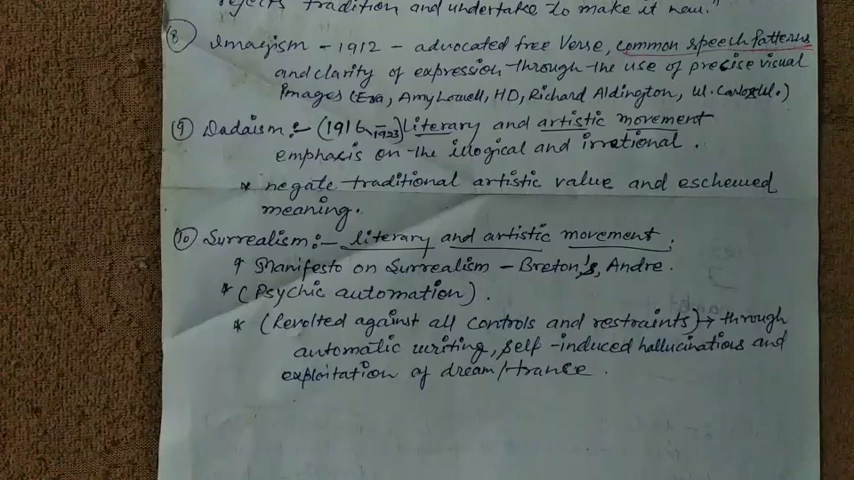 rejects tradition and undertake to make it new."
(8) Imagism - 1912 - advocated free Verse, common speech patterns
and clarity of expression through the use of precise visual
Images (Ezra, Amy Lowell, HD, Richard Aldington, W. Carlos W.)
(9) Dadaism :- (1916-1923) literary and artistic movement
emphasis on the illogical and irrational.
* negate traditional artistic value and eschewed
meaning.
(10) Surrealism :- literary and artistic movement.
* Manifesto on Surrealism - Breton's, Andre.
* (Psychic automation).
* (Revolted against all controls and restraints) → through
automatic writing, self-induced hallucinations and
exploitation of dream/trance.